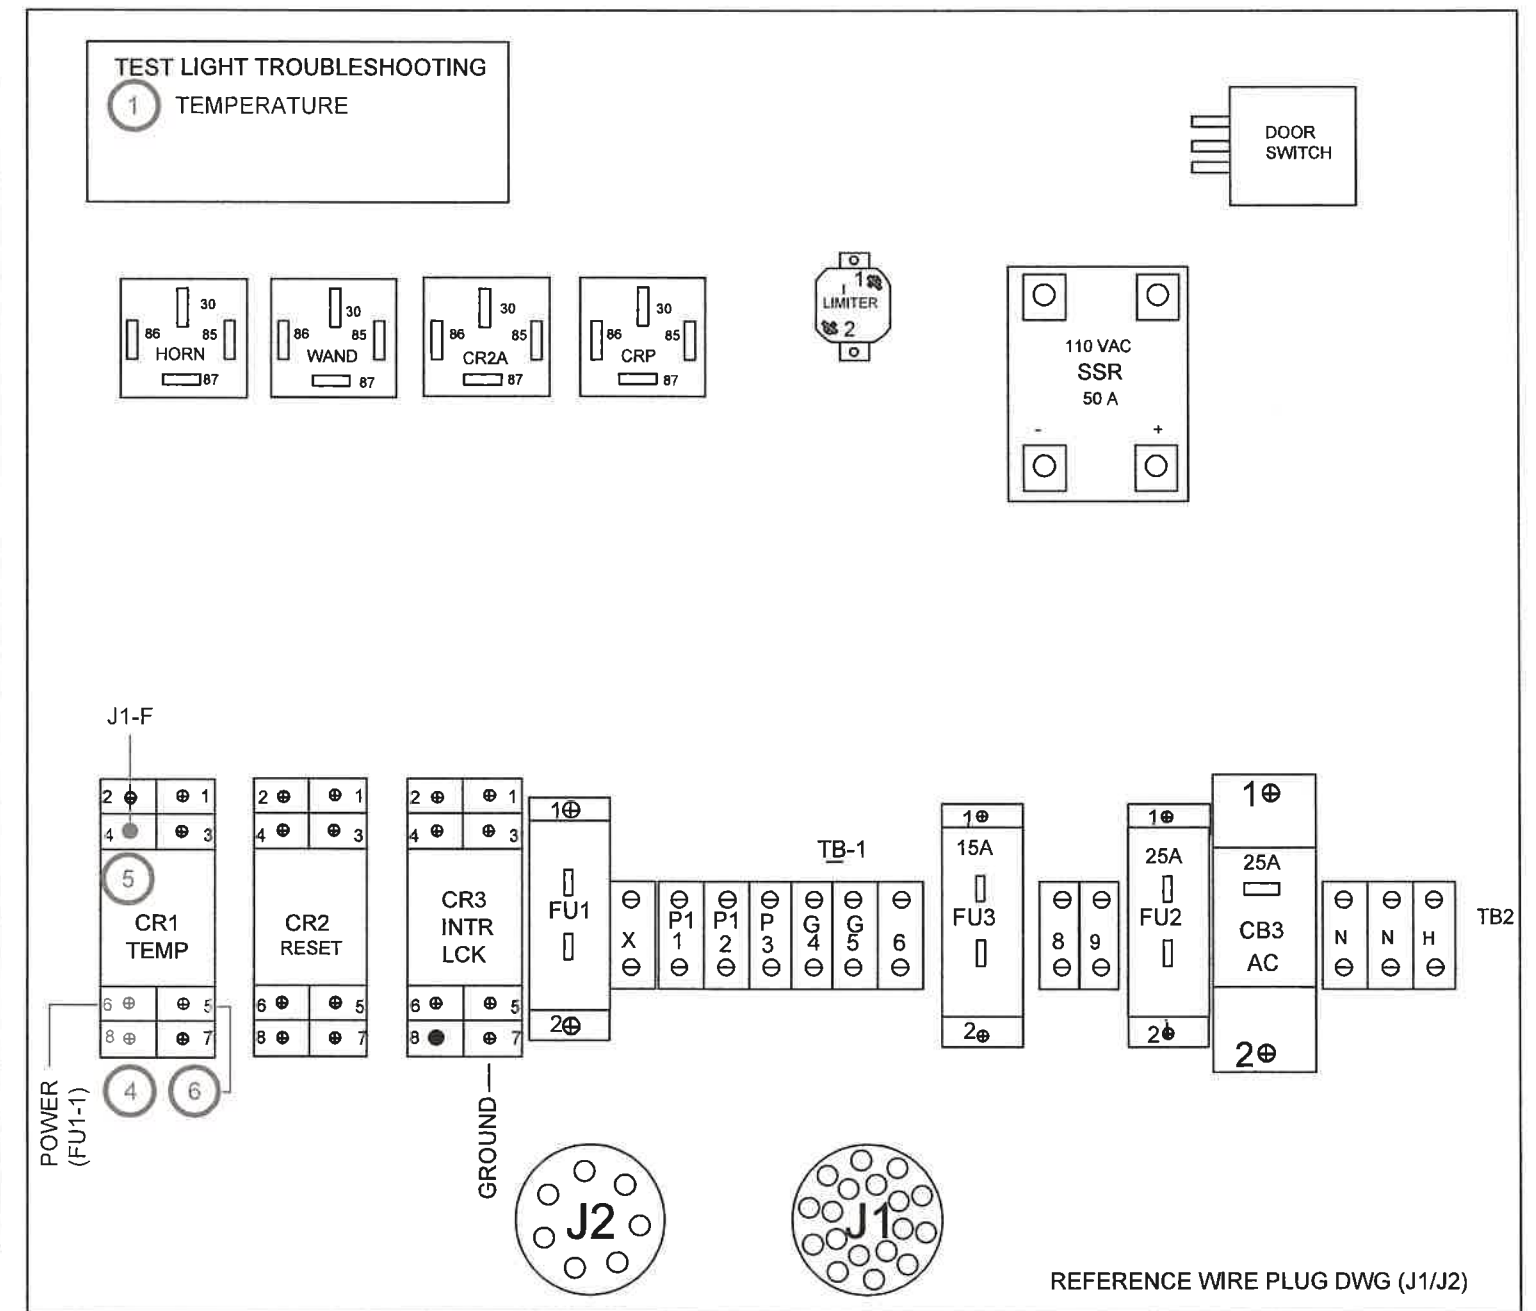 TEST LIGHT TROUBLESHOOTING
1 TEMPERATURE
DOOR
SWITCH
30
86 85
HORN
87
30
86 85
WAND
87
30
86 85
CR2A
87
30
86 85
CRP
87
1
I
LIMITER
2
110 VAC
SSR
50 A
- +
J1-F
2 1
4 3
5
CR1
TEMP
6 5
8 7
4 6
POWER
(FU1-1)
2 1
4 3
CR2
RESET
6 5
8 7
2 1
4 3
CR3
INTR
LCK
6 5
8 7
GROUND
1
FU1
2
TB-1
X
P1
1
P1
2
P
3
G
4
G
5
6
1
15A
FU3
2
8
9
1
25A
FU2
2
1
25A
CB3
AC
2
N
N
H
TB2
J2
J1
REFERENCE WIRE PLUG DWG (J1/J2)